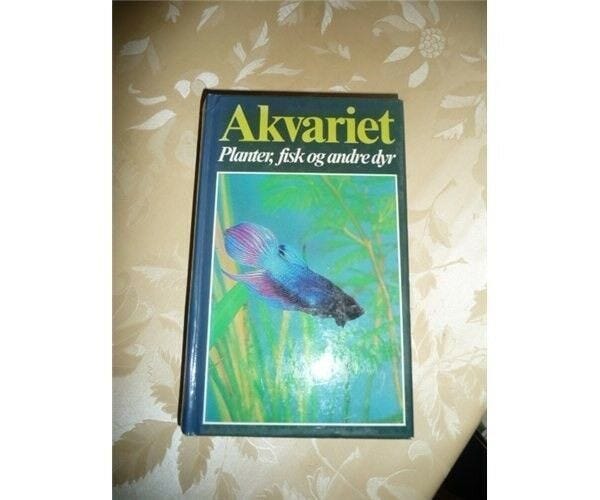 Akvariet
Planter, fisk og andre dyr